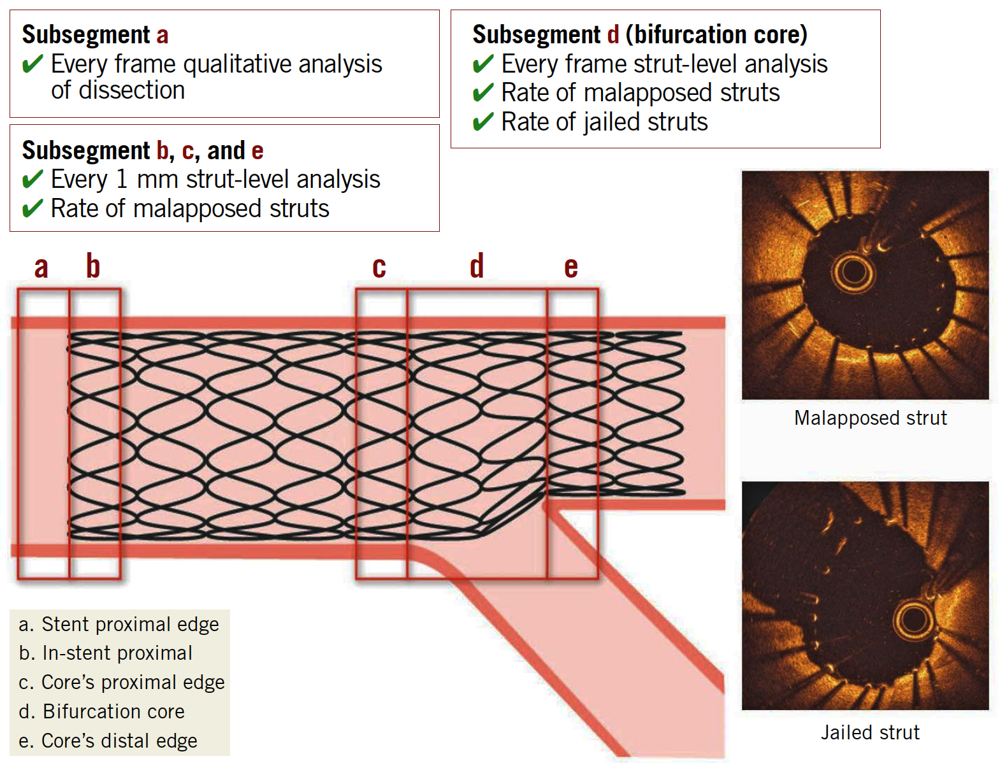 Subsegment a
✔ Every frame qualitative analysis
of dissection
Subsegment b, c, and e
✔ Every 1 mm strut-level analysis
✔ Rate of malapposed struts
Subsegment d (bifurcation core)
✔ Every frame strut-level analysis
✔ Rate of malapposed struts
✔ Rate of jailed struts
a b c d e
Malapposed strut
Jailed strut
a. Stent proximal edge
b. In-stent proximal
c. Core's proximal edge
d. Bifurcation core
e. Core's distal edge